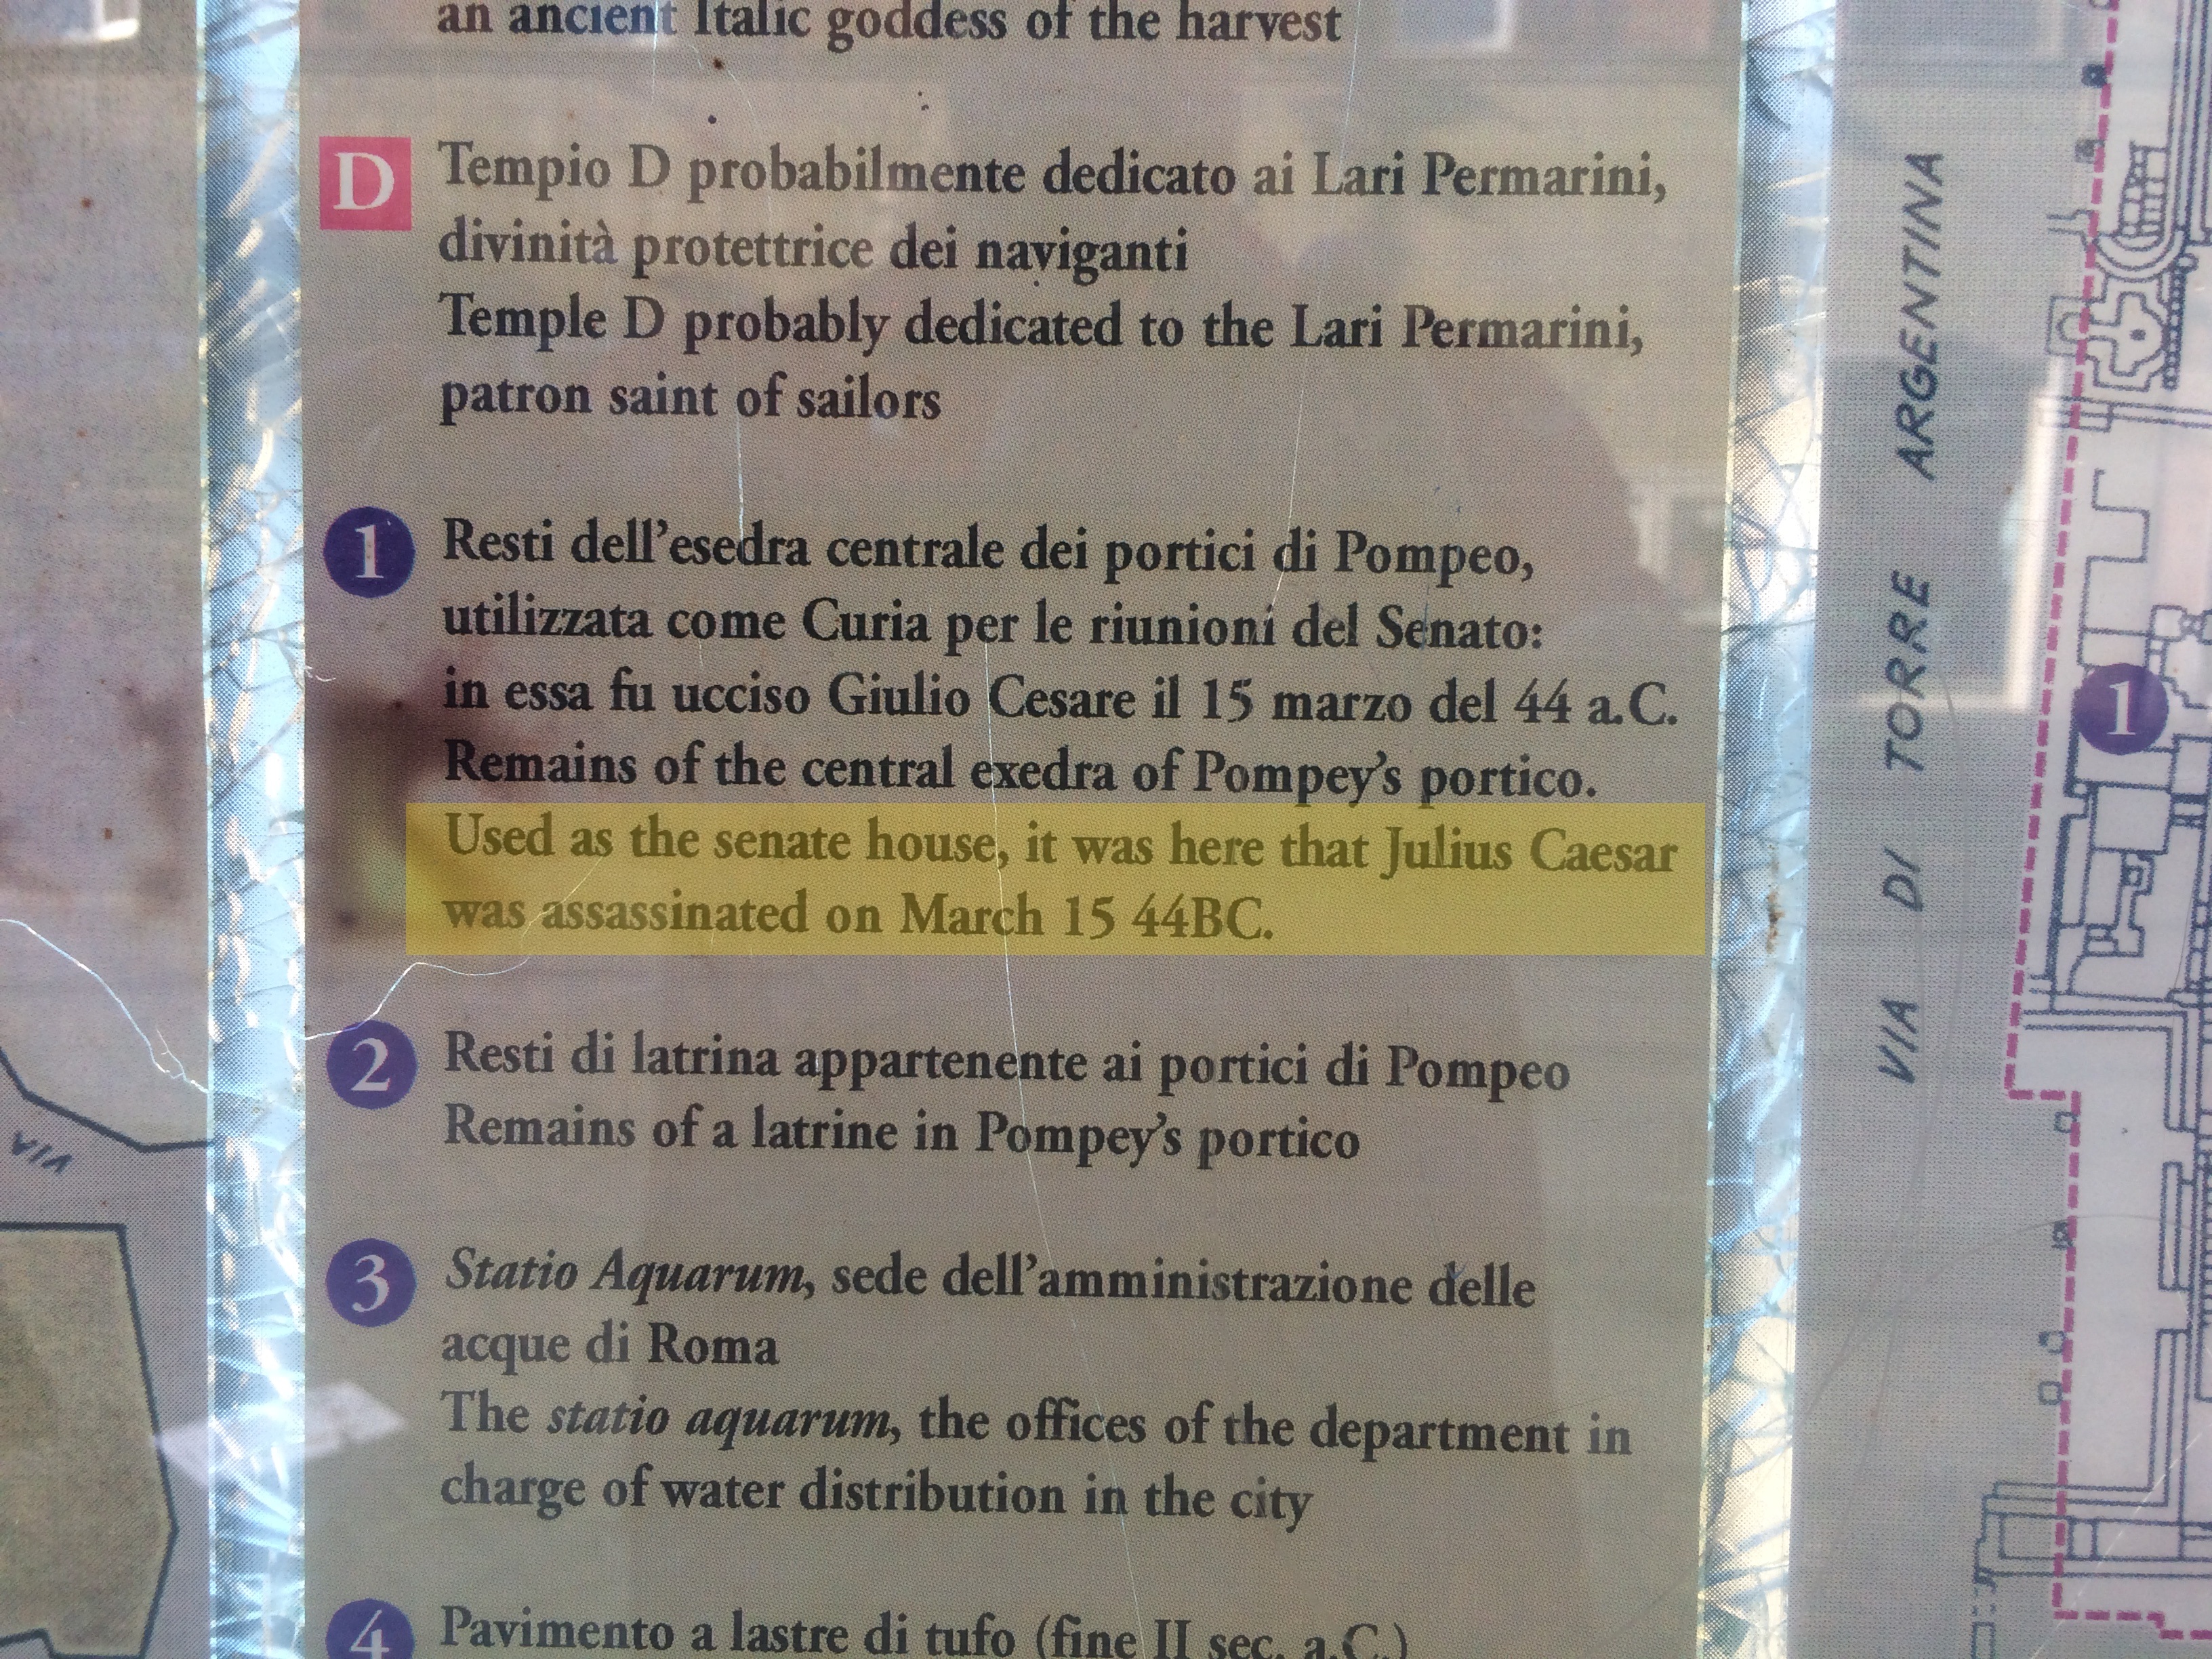 an ancient Italic goddess of the harvest
D
Tempio D probabilmente dedicato ai Lari Permarini,
divinità protettrice dei naviganti
Temple D probably dedicated to the Lari Permarini,
patron saint of sailors
1
Resti dell'esedra centrale dei portici di Pompeo,
utilizzata come Curia per le riunioni del Senato:
in essa fu ucciso Giulio Cesare il 15 marzo del 44 a.C.
Remains of the central exedra of Pompey's portico.
Used as the senate house, it was here that Julius Caesar
was assassinated on March 15 44BC.
2
Resti di latrina appartenente ai portici di Pompeo
Remains of a latrine in Pompey's portico
3
Statio Aquarum, sede dell'amministrazione delle
acque di Roma
The statio aquarum, the offices of the department in
charge of water distribution in the city
4
Pavimento a lastre di tufo (fine II sec. a.C.)
VIA
VIA DI TORRE ARGENTINA
1